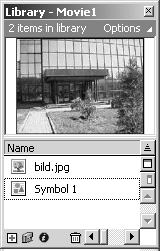 Library - Movie1
2 items in library Options
Name
bild.jpg
Symbol 1